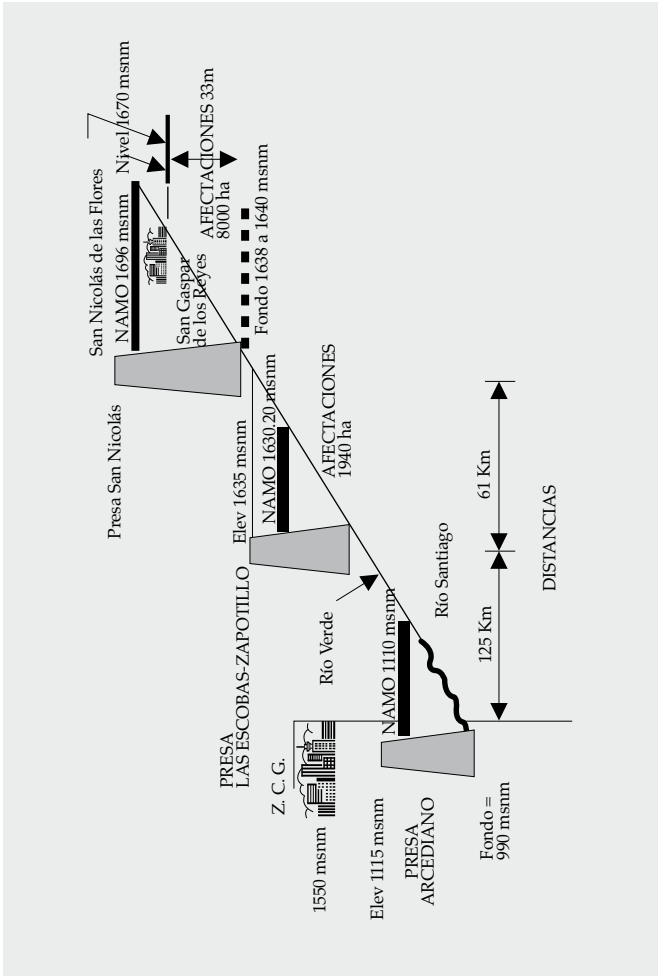 San Nicolás de las Flores
NAMO 1696 msnm
Nivel 1670 msnm
AFECTACIONES 33m
8000 ha
San Gaspar
de los Reyes
Fondo 1638 a 1640 msnm
Presa San Nicolás
Elev 1635 msnm
NAMO 1630.20 msnm
AFECTACIONES
1940 ha
PRESA
LAS ESCOBAS-ZAPOTILLO
Río Verde
Z. C. G.
1550 msnm
NAMO 1110 msnm
Río Santiago
Elev 1115 msnm
PRESA
ARCEDIANO
Fondo =
990 msnm
125 Km
61 Km
DISTANCIAS